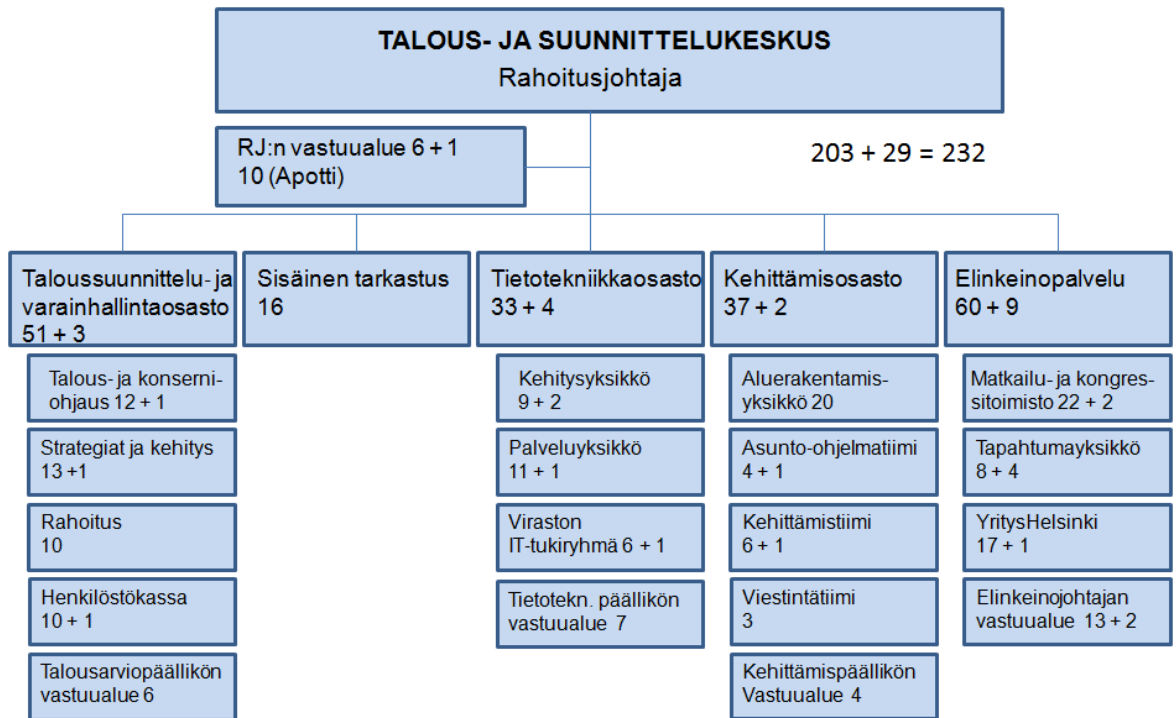 TALOUS- JA SUUNNITTELUKESKUS
Rahoitusjohtaja
RJ:n vastuualue 6 + 1
10 (Apotti)
203 + 29 = 232
Taloussuunnittelu- ja
varainhallintaosasto
51 + 3
Talous- ja konserni-
ohjaus 12 + 1
Strategiat ja kehitys
13 +1
Rahoitus
10
Henkilöstökassa
10 + 1
Talousarviopäällikön
vastuualue 6
Sisäinen tarkastus
16
Tietotekniikkaosasto
33 + 4
Kehitysyksikkö
9 + 2
Palveluyksikkö
11 + 1
Viraston
IT-tukiryhmä 6 + 1
Tietotekn. päällikön
vastuualue 7
Kehittämisosasto
37 + 2
Aluerakentamis-
yksikkö 20
Asunto-ohjelmatiimi
4 + 1
Kehittämistiimi
6 + 1
Viestintätiimi
3
Kehittämispäällikön
Vastuualue 4
Elinkeinopalvelu
60 + 9
Matkailu- ja kongres-
sitoimisto 22 + 2
Tapahtumayksikkö
8 + 4
YritysHelsinki
17 + 1
Elinkeinojohtajan
vastuualue 13 + 2